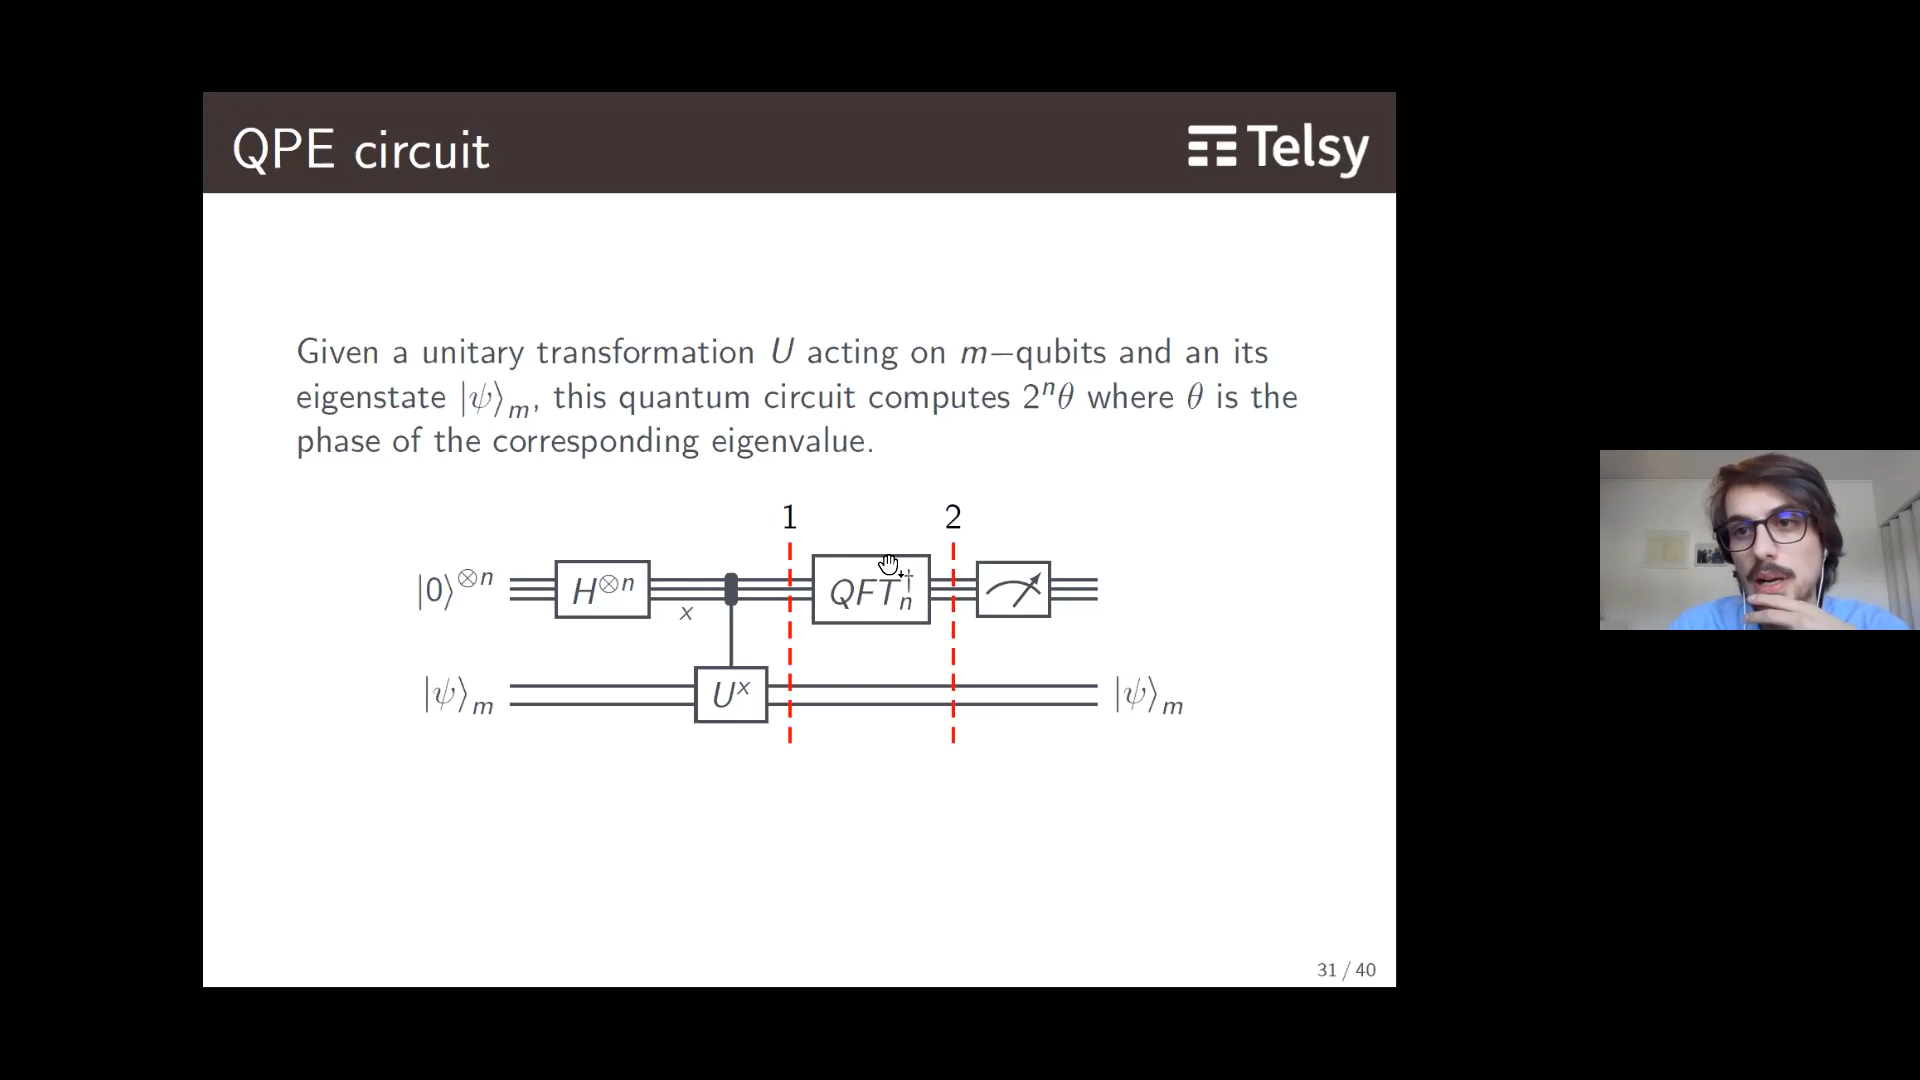 QPE circuit
Telsy
Given a unitary transformation U acting on m−qubits and an its
eigenstate |ψ⟩ₘ, this quantum circuit computes 2ⁿθ where θ is the
phase of the corresponding eigenvalue.
1 2
|0⟩^⊗n H^⊗n x QFT†ₙ
|ψ⟩ₘ Uˣ |ψ⟩ₘ
31 / 40